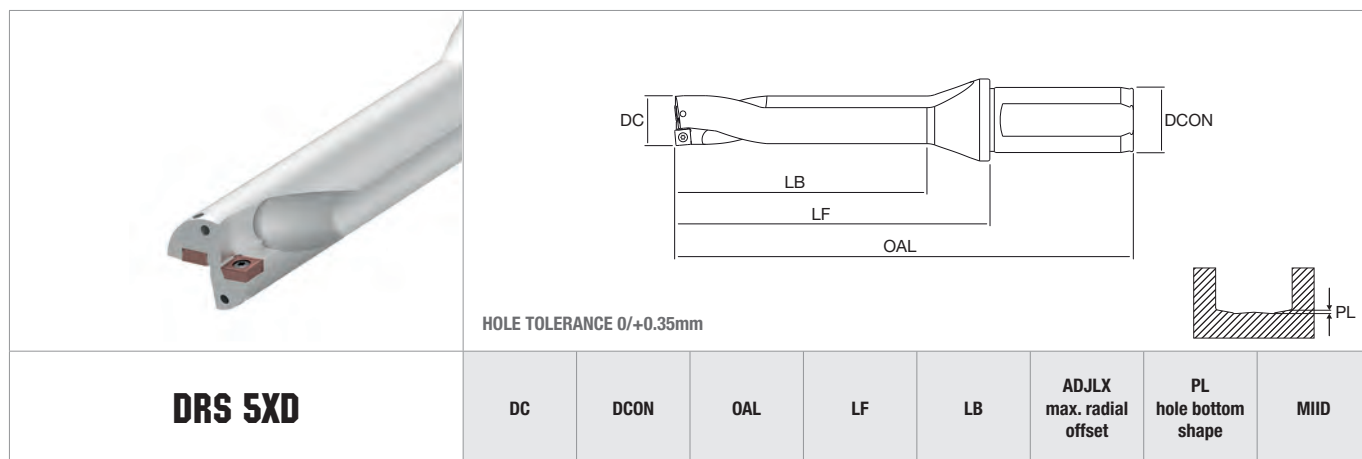 DC
DCON
LB
LF
OAL
PL
HOLE TOLERANCE 0/+0.35mm
DRS 5XD
DC
DCON
OAL
LF
LB
ADJLX
max. radial
offset
PL
hole bottom
shape
MIID